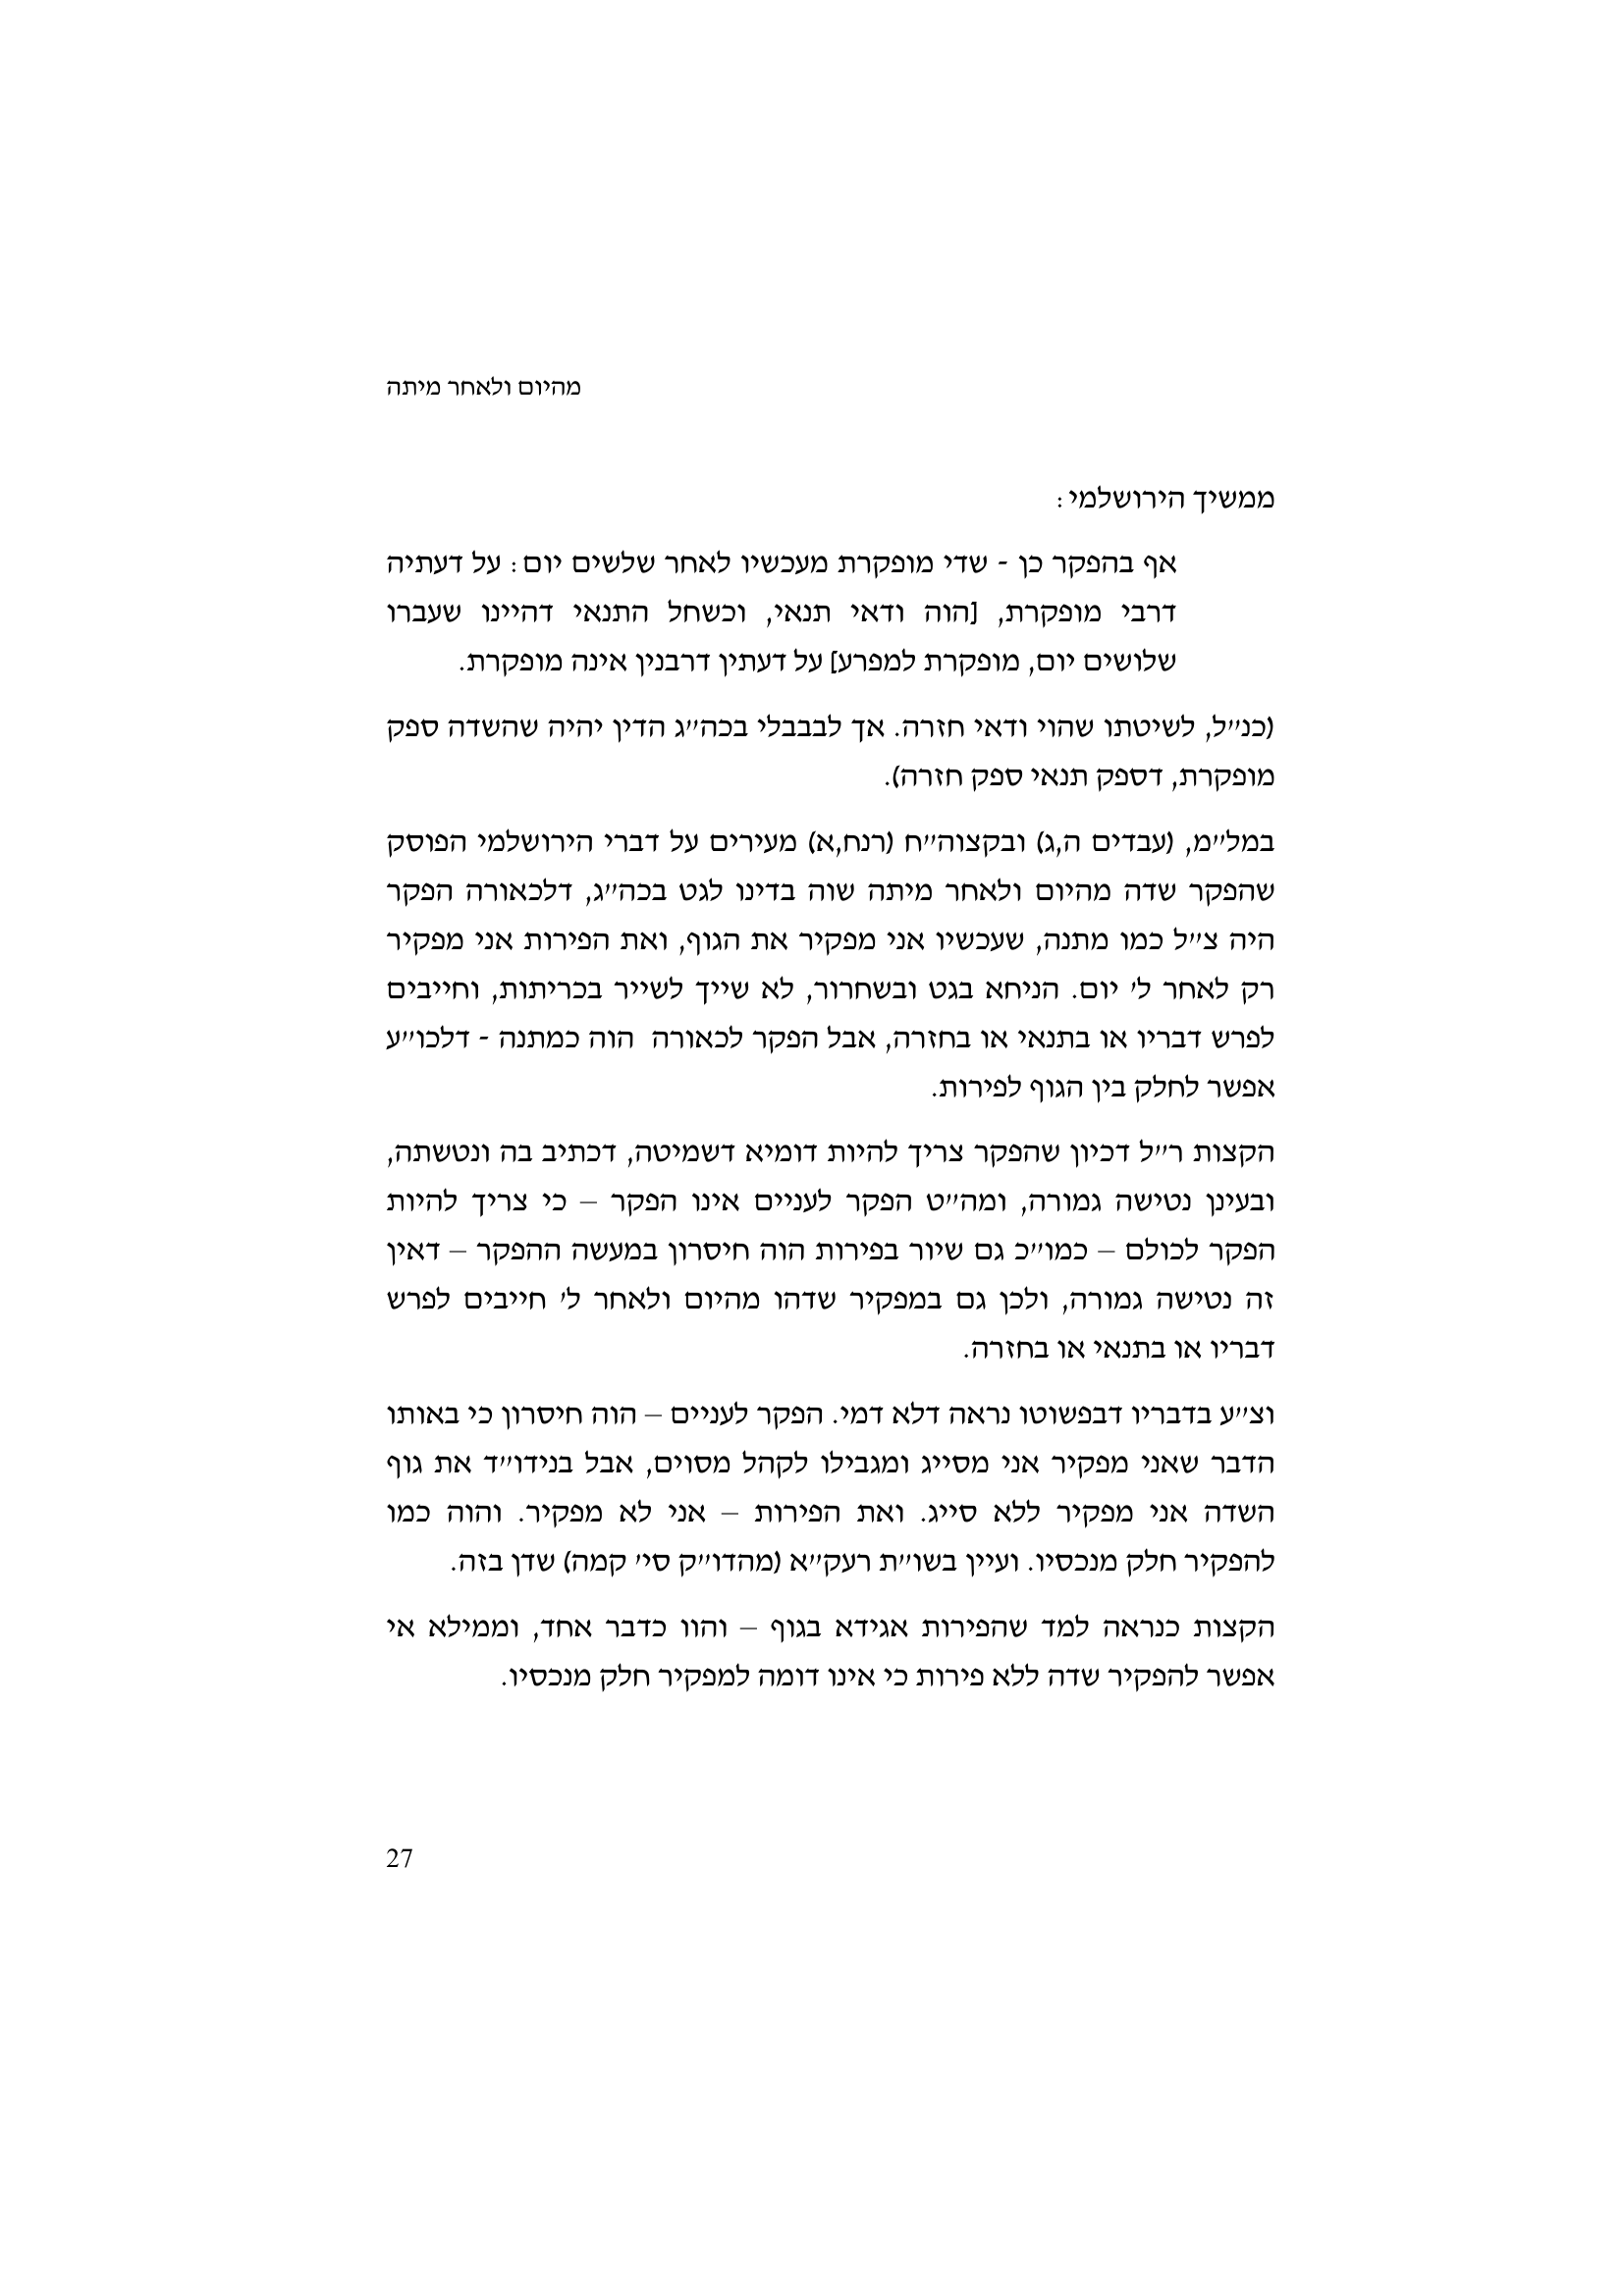 מהיום ולאחר מיתה
ממשיך הירושלמי:
אף בהפקר כן - שדי מופקרת מעכשיו לאחר שלשים יום: על דעתיה
דרבי מופקרת, [הוה ודאי תנאי, וכשחל התנאי דהיינו שעברו
שלושים יום, מופקרת למפרע] על דעתין דרבנין אינה מופקרת.
(כנ"ל, לשיטתו שהוי ודאי חזרה. אך לבבבלי בכה"ג הדין יהיה שהשדה ספק
מופקרת, דספק תנאי ספק חזרה).
במל"מ, (עבדים ה,ג) ובקצוה"ח (רנח,א) מעירים על דברי הירושלמי הפוסק
שהפקר שדה מהיום ולאחר מיתה שוה בדינו לגט בכה"ג, דלכאורה הפקר
היה צ"ל כמו מתנה, שעכשיו אני מפקיר את הגוף, ואת הפירות אני מפקיר
רק לאחר ל' יום. הניחא בגט ובשחרור, לא שייך לשייר בכריתות, וחייבים
לפרש דבריו או בתנאי או בחזרה, אבל הפקר לכאורה הוה כמתנה - דלכו"ע
אפשר לחלק בין הגוף לפירות.
הקצות ר"ל דכיון שהפקר צריך להיות דומיא דשמיטה, דכתיב בה ונטשתה,
ובעינן נטישה גמורה, ומה"ט הפקר לעניים אינו הפקר – כי צריך להיות
הפקר לכולם – כמו"כ גם שיור בפירות הוה חיסרון במעשה ההפקר – דאין
זה נטישה גמורה, ולכן גם במפקיר שדהו מהיום ולאחר ל' חייבים לפרש
דבריו או בתנאי או בחזרה.
וצ"ע בדבריו דבפשוטו נראה דלא דמי. הפקר לעניים – הוה חיסרון כי באותו
הדבר שאני מפקיר אני מסייג ומגבילו לקהל מסוים, אבל בנידו"ד את גוף
השדה אני מפקיר ללא סייג. ואת הפירות – אני לא מפקיר. והוה כמו
להפקיר חלק מנכסיו. ועיין בשו"ת רעק"א (מהדו"ק סי' קמה) שדן בזה.
הקצות כנראה למד שהפירות אגידא בגוף – והוו כדבר אחד, וממילא אי
אפשר להפקיר שדה ללא פירות כי אינו דומה למפקיר חלק מנכסיו.
27